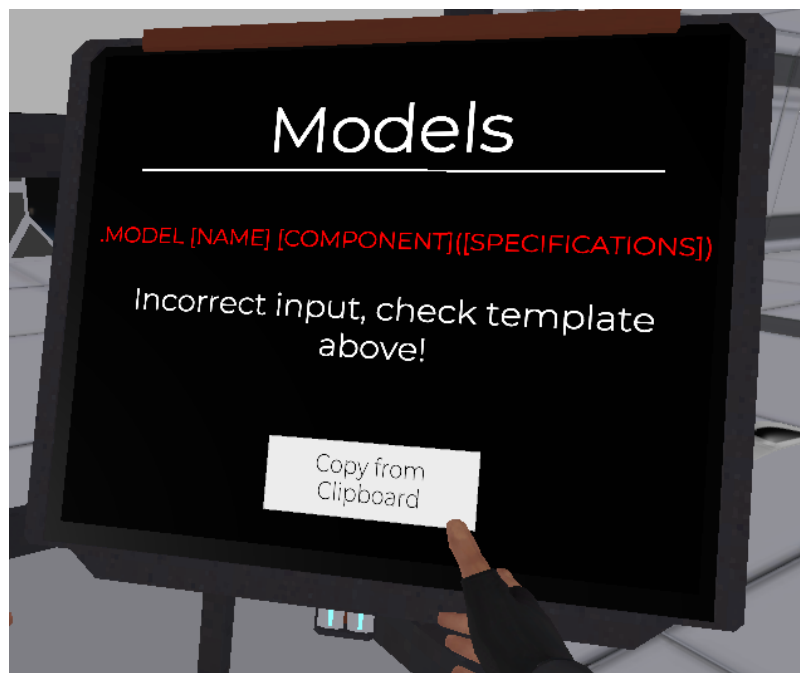 Models
.MODEL [NAME] [COMPONENT]([SPECIFICATIONS])
Incorrect input, check template
above!
Copy from
Clipboard